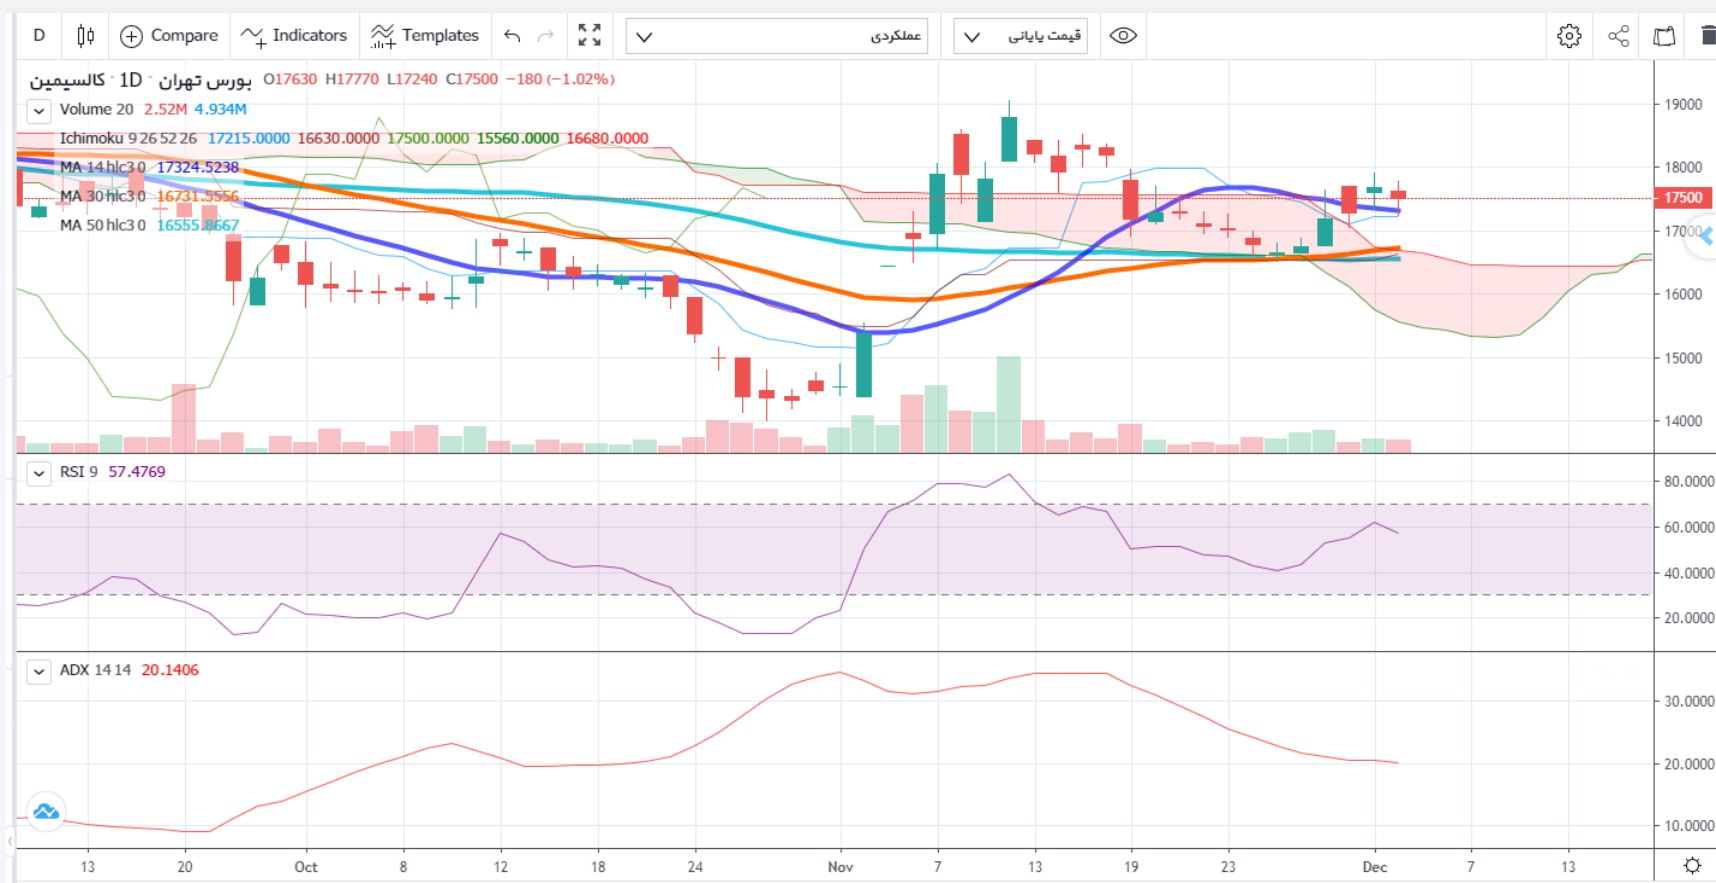 D Compare Indicators Templates عملکردی قیمت پایانی
کالسیمین · 1D · بورس تهران O17630 H17770 L17240 C17500 −180 (−1.02%)
Volume 20 2.52M 4.934M
Ichimoku 9 26 52 26 17215.0000 16630.0000 17500.0000 15560.0000 16680.0000
MA 14 hlc3 0 17324.5238
MA 30 hlc3 0 16731.5556
MA 50 hlc3 0 16555.8667
19000
18000
17500
17000
16000
15000
14000
RSI 9 57.4769
80.0000
60.0000
40.0000
20.0000
ADX 14 14 20.1406
30.0000
20.0000
10.0000
13 20 Oct 8 12 18 24 Nov 7 13 19 23 Dec 7 13